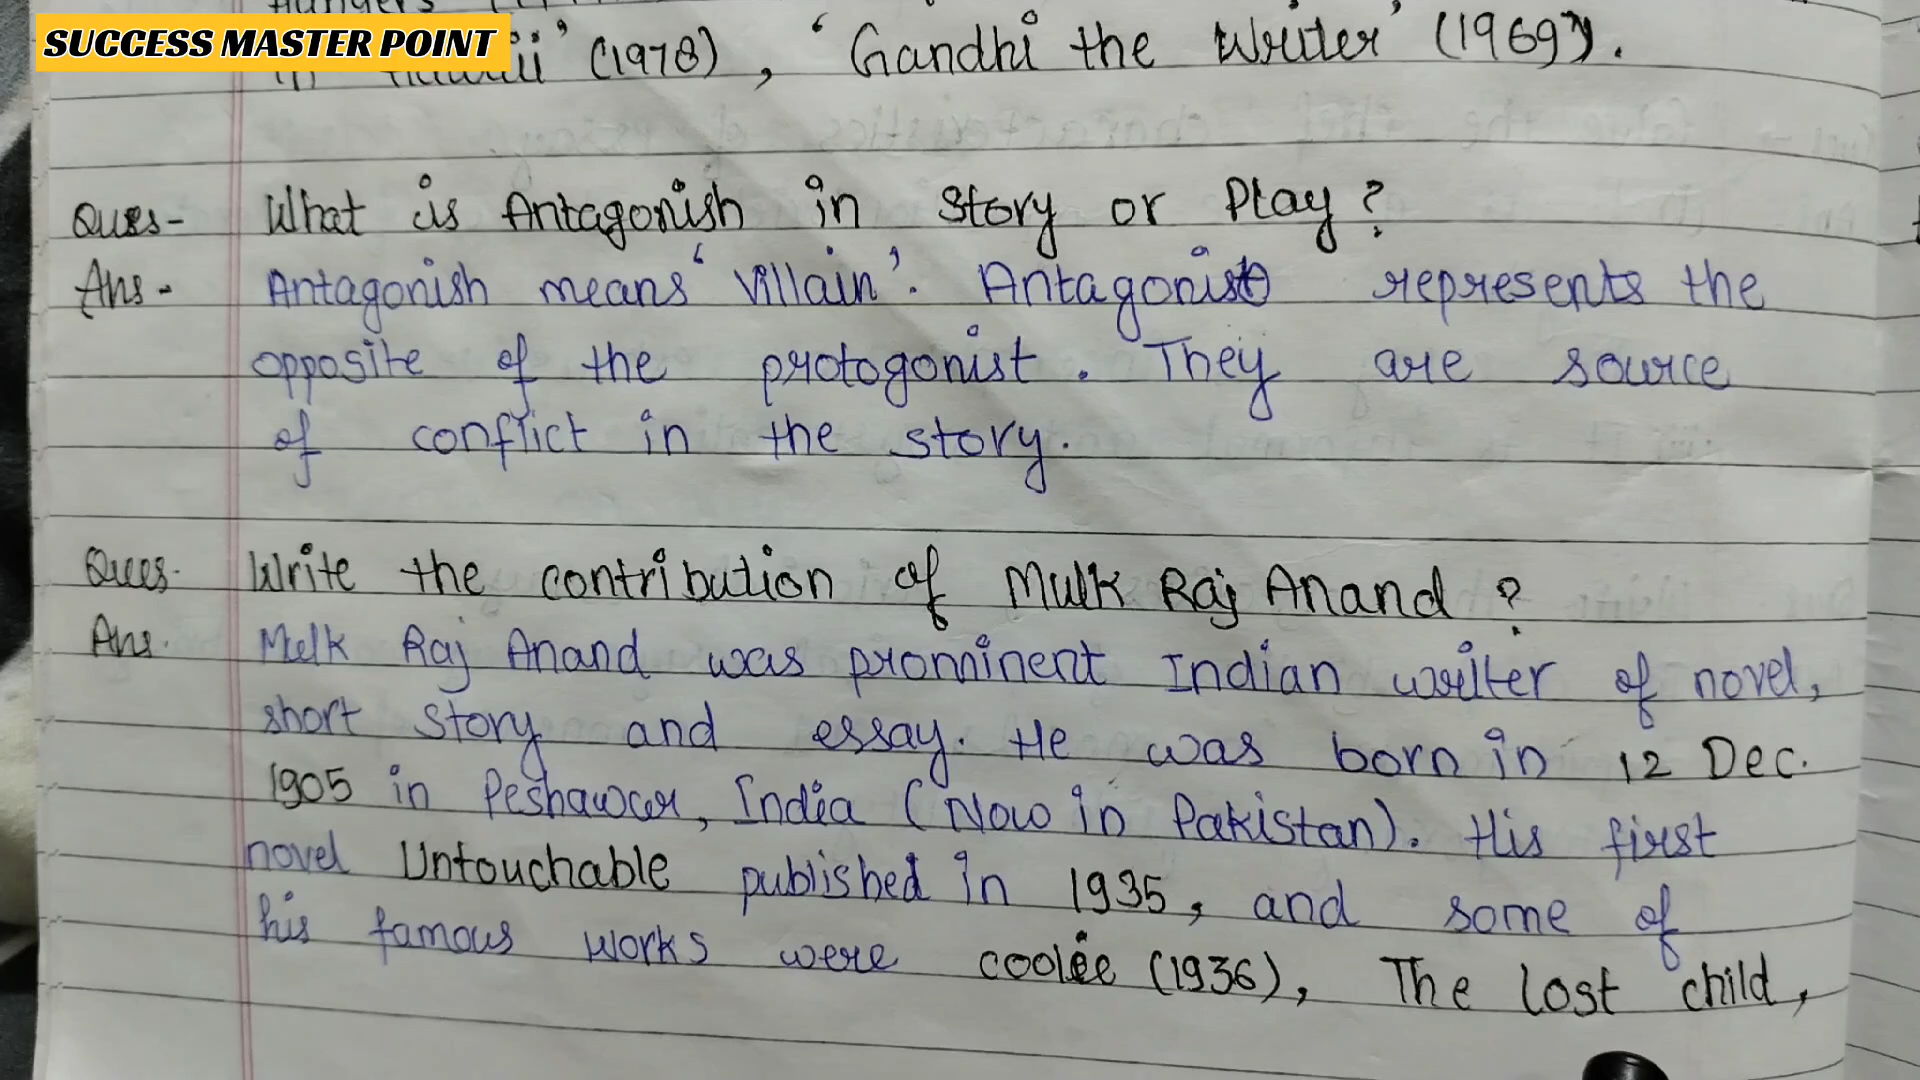 SUCCESS MASTER POINT
(1978), 'Gandhi the Writer' (1969).
Ques- What is Antagonish in Story or Play?
Ans- Antagonish means 'Villain'. Antagonist represents the
opposite of the protogonist. They are source
of conflict in the story.
Ques. Write the contribution of Mulk Raj Anand?
Ans. Mulk Raj Anand was prominent Indian writer of novel,
short story and essay. He was born in 12 Dec.
1905 in Peshawar, India (Now in Pakistan). His first
novel Untouchable published in 1935, and some of
his famous works were coolie (1936), The lost child,